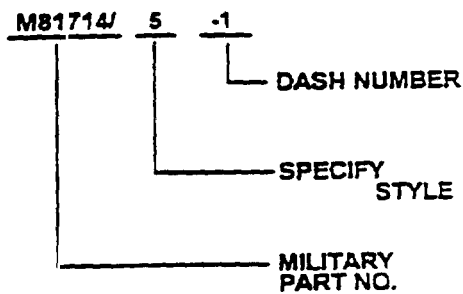 M81714/ 5 -1
DASH NUMBER
SPECIFY
STYLE
MILITARY
PART NO.